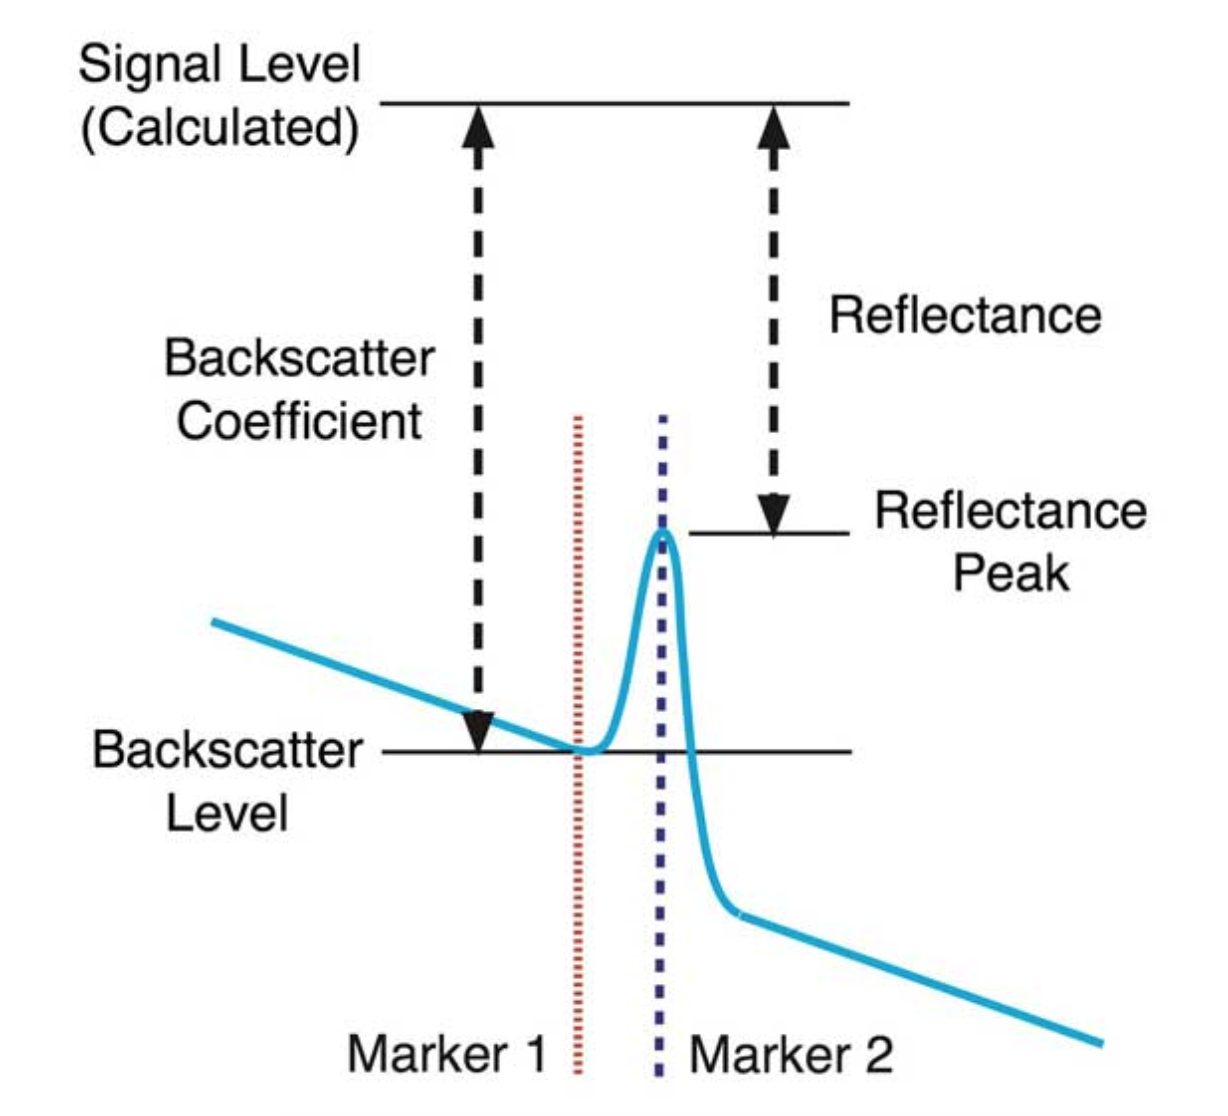 Signal Level
(Calculated)
Reflectance
Backscatter
Coefficient
Reflectance
Peak
Backscatter
Level
Marker 1
Marker 2